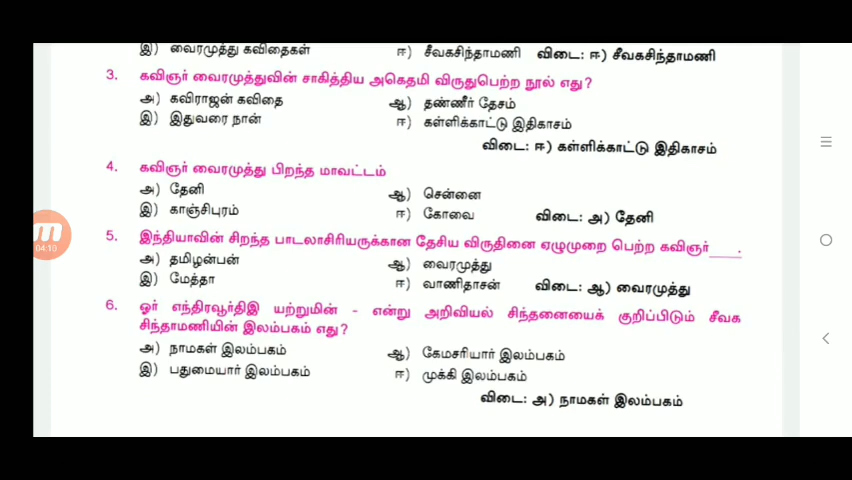 இ) வைரமுத்து கவிதைகள் ஈ) சீவகசிந்தாமணி விடை: ஈ) சீவகசிந்தாமணி
3. கவிஞர் வைரமுத்துவின் சாகித்திய அகெதமி விருதுபெற்ற நூல் எது?
அ) கவிராஜன் கவிதை ஆ) தண்ணீர் தேசம்
இ) இதுவரை நான் ஈ) கள்ளிக்காட்டு இதிகாசம்
விடை: ஈ) கள்ளிக்காட்டு இதிகாசம்
4. கவிஞர் வைரமுத்து பிறந்த மாவட்டம்
அ) தேனி ஆ) சென்னை
இ) காஞ்சிபுரம் ஈ) கோவை விடை: அ) தேனி
5. இந்தியாவின் சிறந்த பாடலாசிரியருக்கான தேசிய விருதினை ஏழுமுறை பெற்ற கவிஞர்____.
அ) தமிழன்பன் ஆ) வைரமுத்து
இ) மேத்தா ஈ) வாணிதாசன் விடை: ஆ) வைரமுத்து
6. ஓர் எந்திரவூர்திஇ யற்றுமின் - என்று அறிவியல் சிந்தனையைக் குறிப்பிடும் சீவக
சிந்தாமணியின் இலம்பகம் எது?
அ) நாமகள் இலம்பகம் ஆ) கேமசரியார் இலம்பகம்
இ) பதுமையார் இலம்பகம் ஈ) முக்கி இலம்பகம்
விடை: அ) நாமகள் இலம்பகம்
04:19